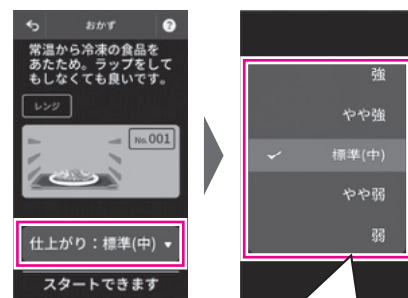 おかず
?
常温から冷凍の食品を
あたため。ラップをして
もしなくても良いです。
レンジ
No.001
仕上がり：標準(中)
スタートできます
強
やや強
標準(中)
やや弱
弱